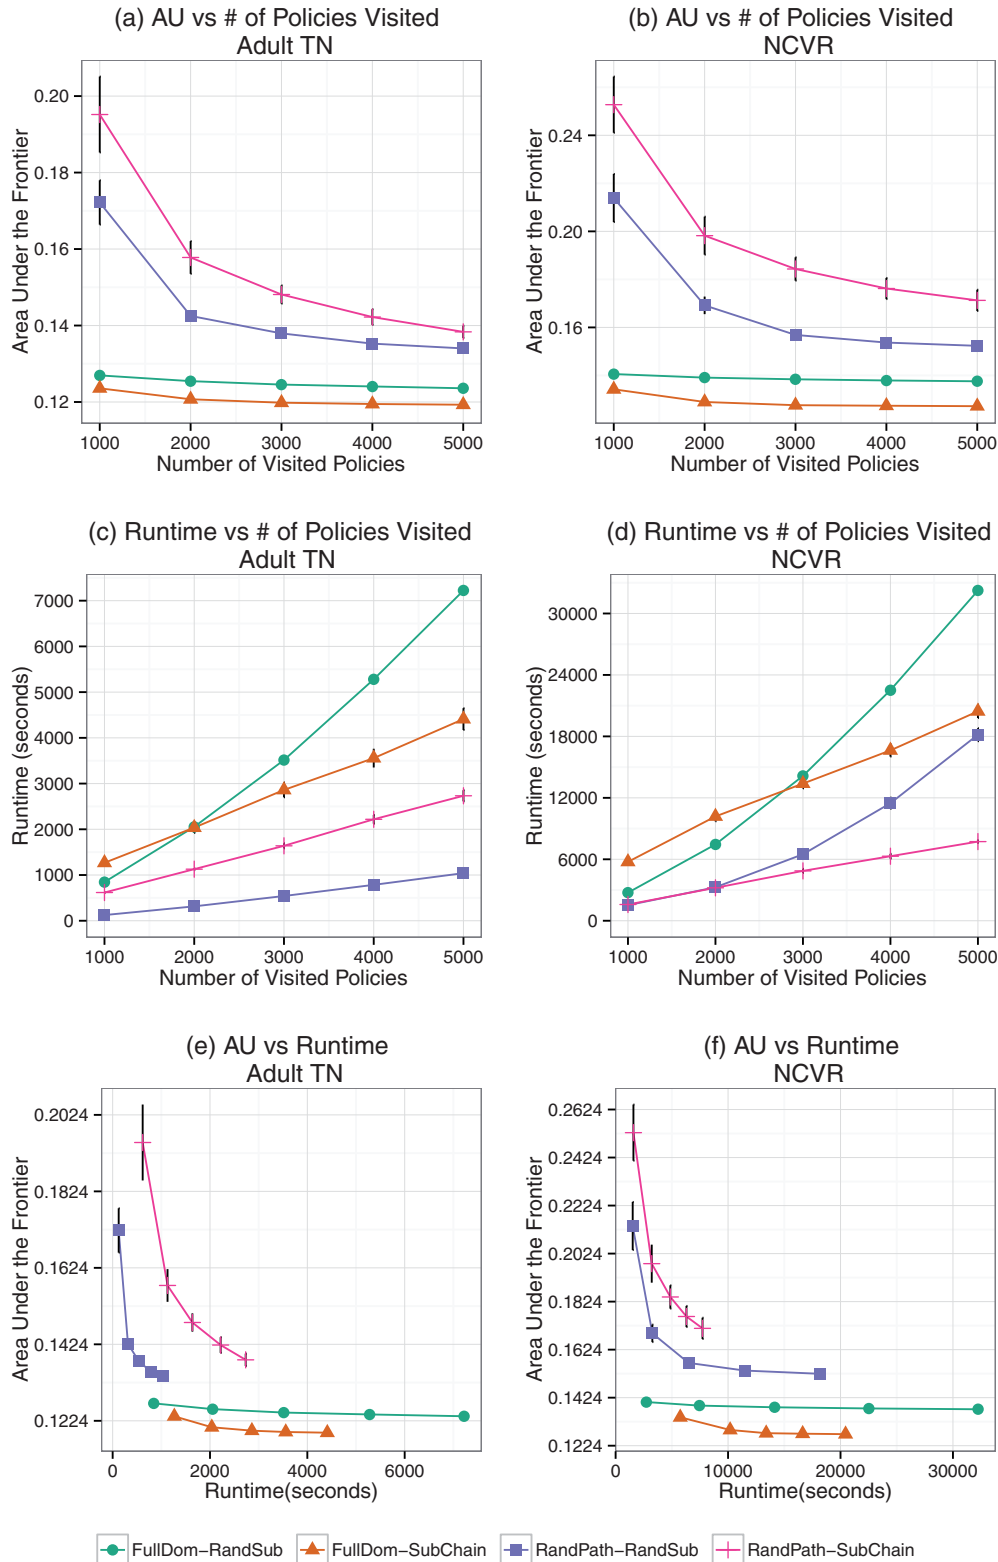 (a) AU vs # of Policies Visited
Adult TN
0.20
0.18
0.16
0.14
0.12
Area Under the Frontier
1000 2000 3000 4000 5000
Number of Visited Policies
(b) AU vs # of Policies Visited
NCVR
0.24
0.20
0.16
Area Under the Frontier
1000 2000 3000 4000 5000
Number of Visited Policies
(c) Runtime vs # of Policies Visited
Adult TN
7000
6000
5000
4000
3000
2000
1000
0
Runtime (seconds)
1000 2000 3000 4000 5000
Number of Visited Policies
(d) Runtime vs # of Policies Visited
NCVR
30000
24000
18000
12000
6000
0
Runtime (seconds)
1000 2000 3000 4000 5000
Number of Visited Policies
(e) AU vs Runtime
Adult TN
0.2024
0.1824
0.1624
0.1424
0.1224
Area Under the Frontier
0 2000 4000 6000
Runtime(seconds)
(f) AU vs Runtime
NCVR
0.2624
0.2424
0.2224
0.2024
0.1824
0.1624
0.1424
0.1224
Area Under the Frontier
0 10000 20000 30000
Runtime(seconds)
FullDom−RandSub FullDom−SubChain RandPath−RandSub RandPath−SubChain